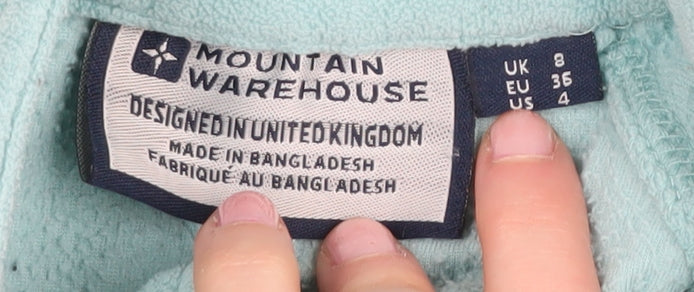 MOUNTAIN
WAREHOUSE
DESIGNED IN UNITED KINGDOM
MADE IN BANGLADESH
FABRIQUÉ AU BANGLADESH
UK 8
EU 36
US 4